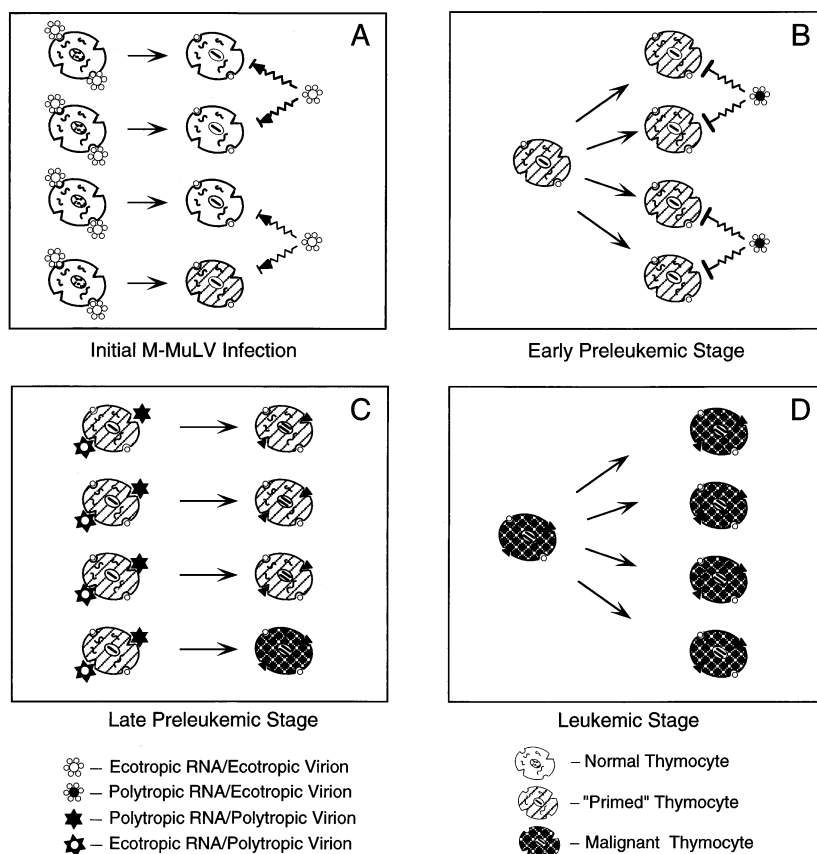 A
Initial M-MuLV Infection
B
Early Preleukemic Stage
C
Late Preleukemic Stage
D
Leukemic Stage
– Ecotropic RNA/Ecotropic Virion
– Polytropic RNA/Ecotropic Virion
– Polytropic RNA/Polytropic Virion
– Ecotropic RNA/Polytropic Virion
– Normal Thymocyte
– "Primed" Thymocyte
– Malignant Thymocyte